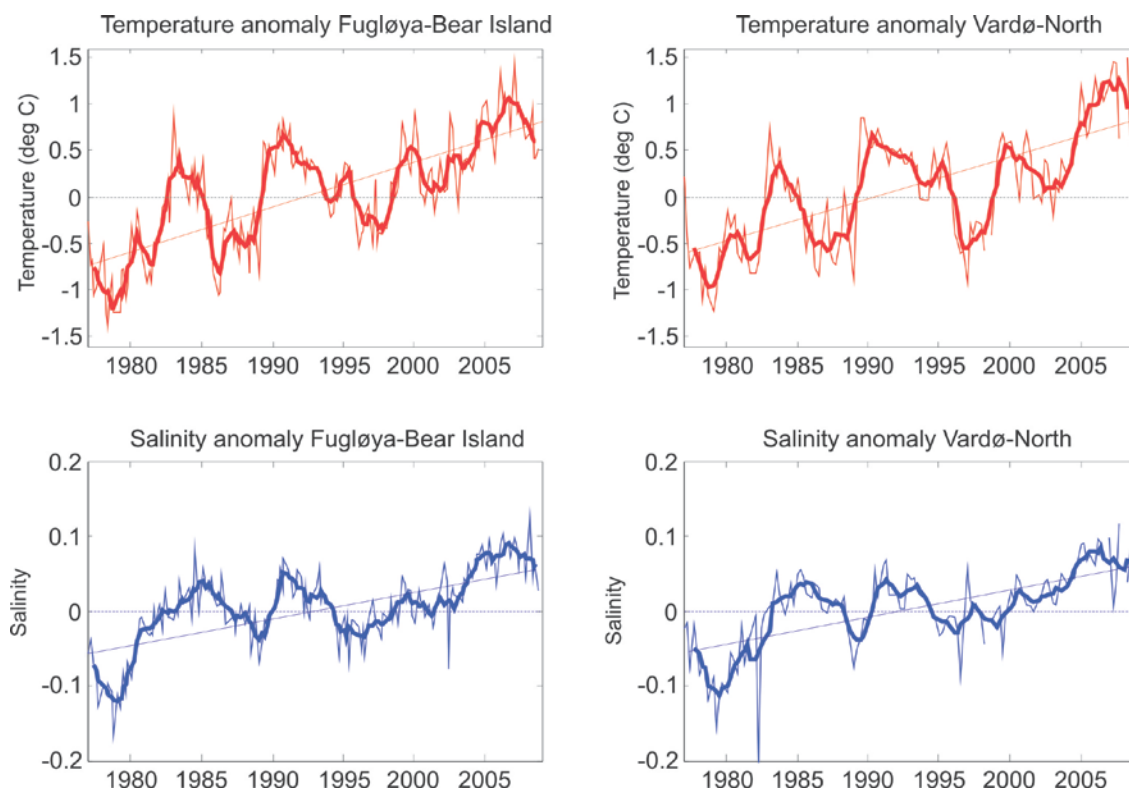 Temperature anomaly Fugløya-Bear Island
Temperature anomaly Vardø-North
Temperature (deg C)
1.5
1
0.5
0
-0.5
-1
-1.5
1980 1985 1990 1995 2000 2005
Temperature (deg C)
1.5
1
0.5
0
-0.5
-1
-1.5
1980 1985 1990 1995 2000 2005
Salinity anomaly Fugløya-Bear Island
Salinity anomaly Vardø-North
Salinity
0.2
0.1
0
-0.1
-0.2
1980 1985 1990 1995 2000 2005
Salinity
0.2
0.1
0
-0.1
-0.2
1980 1985 1990 1995 2000 2005